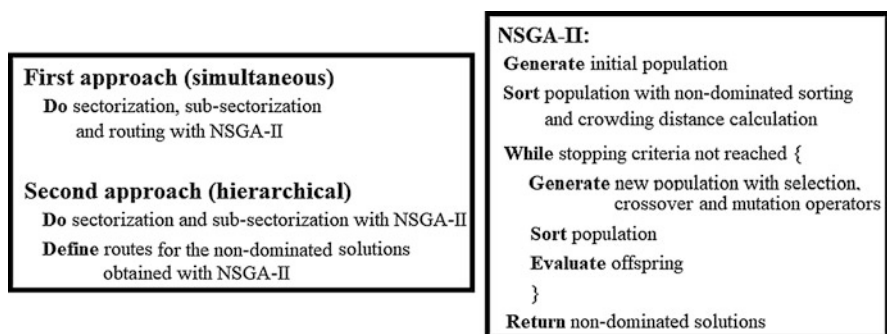 First approach (simultaneous)
Do sectorization, sub-sectorization
and routing with NSGA-II
Second approach (hierarchical)
Do sectorization and sub-sectorization with NSGA-II
Define routes for the non-dominated solutions
obtained with NSGA-II
NSGA-II:
Generate initial population
Sort population with non-dominated sorting
and crowding distance calculation
While stopping criteria not reached {
Generate new population with selection,
crossover and mutation operators
Sort population
Evaluate offspring
}
Return non-dominated solutions